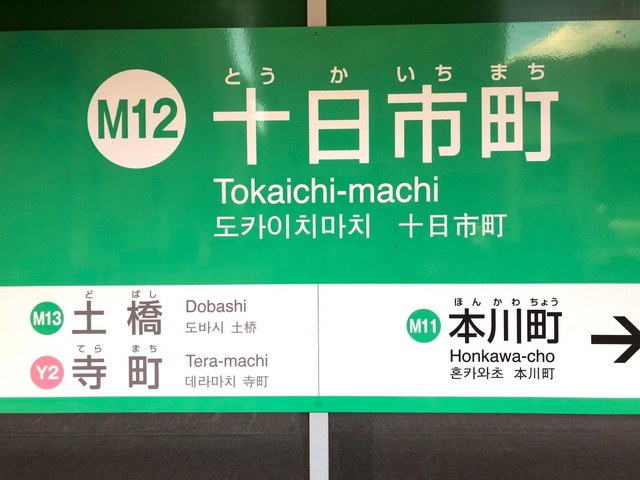 とうかいちまち
M12 十日市町
Tokaichi-machi
도카이치마치 十日市町
どばし
M13 土橋 Dobashi
도바시 土桥
てらまち
Y2 寺町 Tera-machi
데라마치 寺町
ほんかわちょう
M11 本川町
Honkawa-cho
혼카와초 本川町